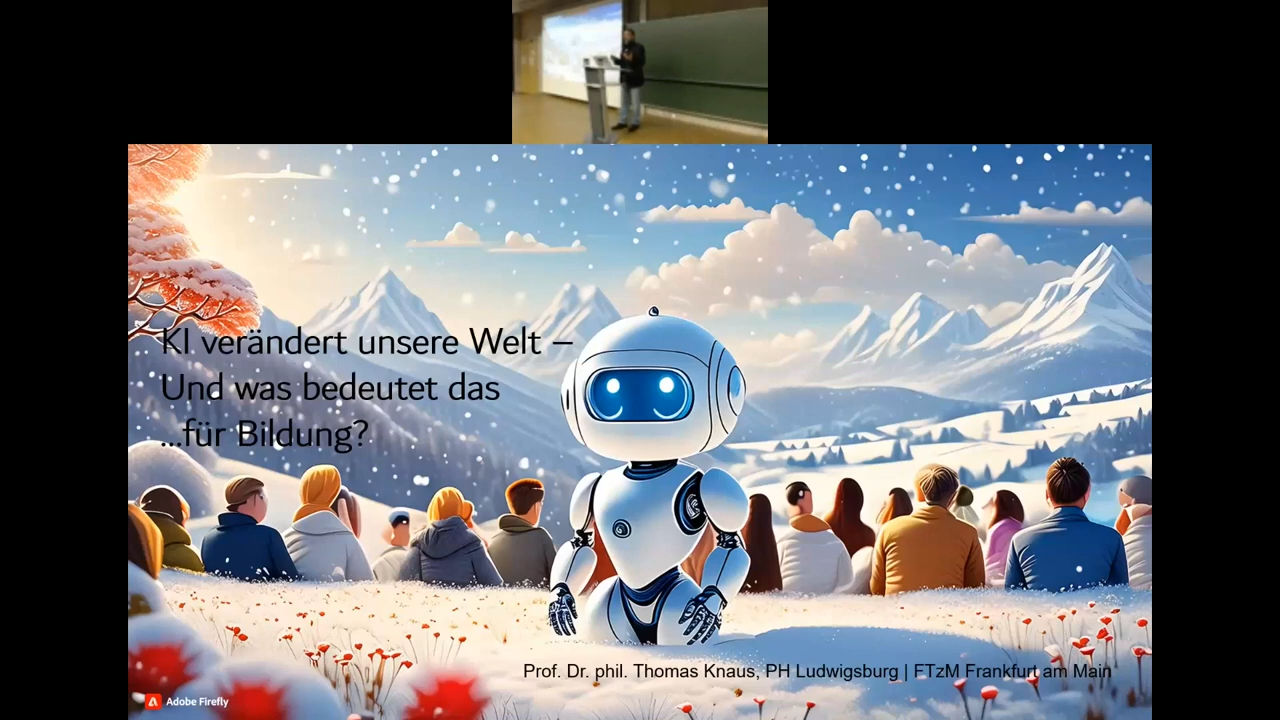 KI verändert unsere Welt –
Und was bedeutet das
...für Bildung?
Prof. Dr. phil. Thomas Knaus, PH Ludwigsburg | FTzM Frankfurt am Main
Adobe Firefly